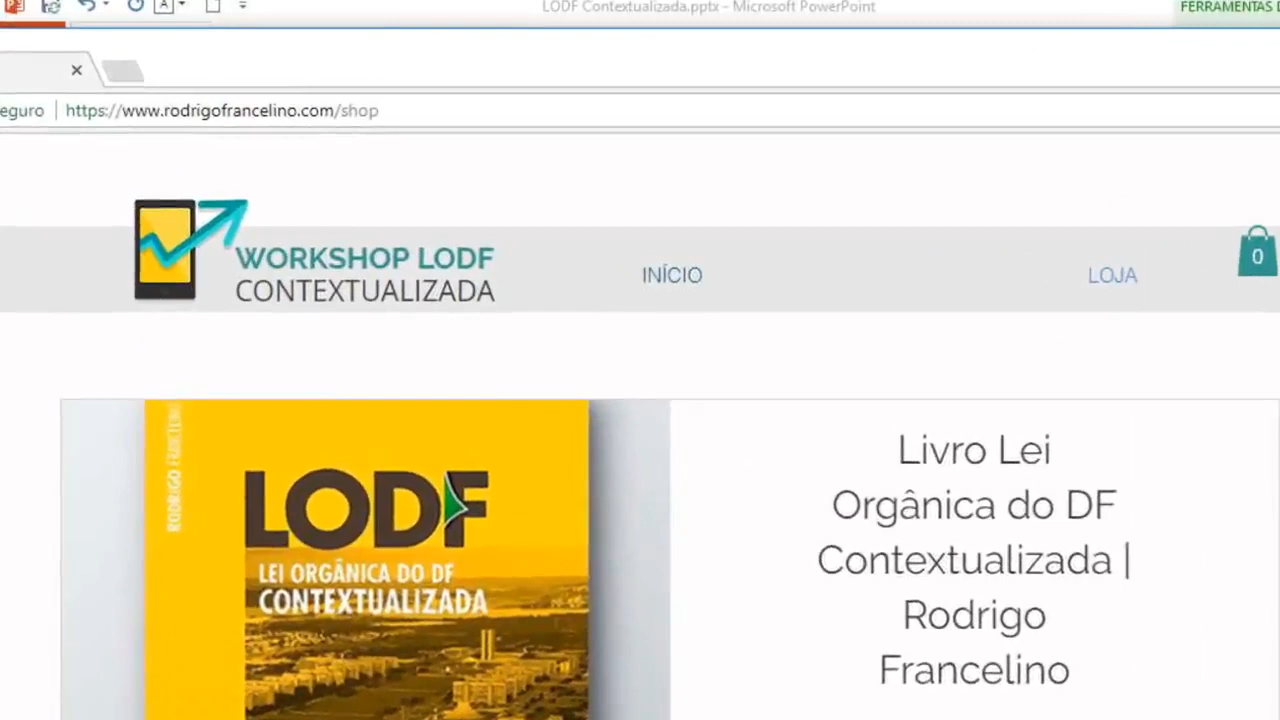 LODF Contextualizada.pptx - Microsoft PowerPoint
FERRAMENTAS D
eguro
https://www.rodrigofrancelino.com/shop
WORKSHOP LODF
CONTEXTUALIZADA
INÍCIO
LOJA
0
RODRIGO FRANCELINO
LODF
LEI ORGÂNICA DO DF
CONTEXTUALIZADA
Livro Lei
Orgânica do DF
Contextualizada |
Rodrigo
Francelino